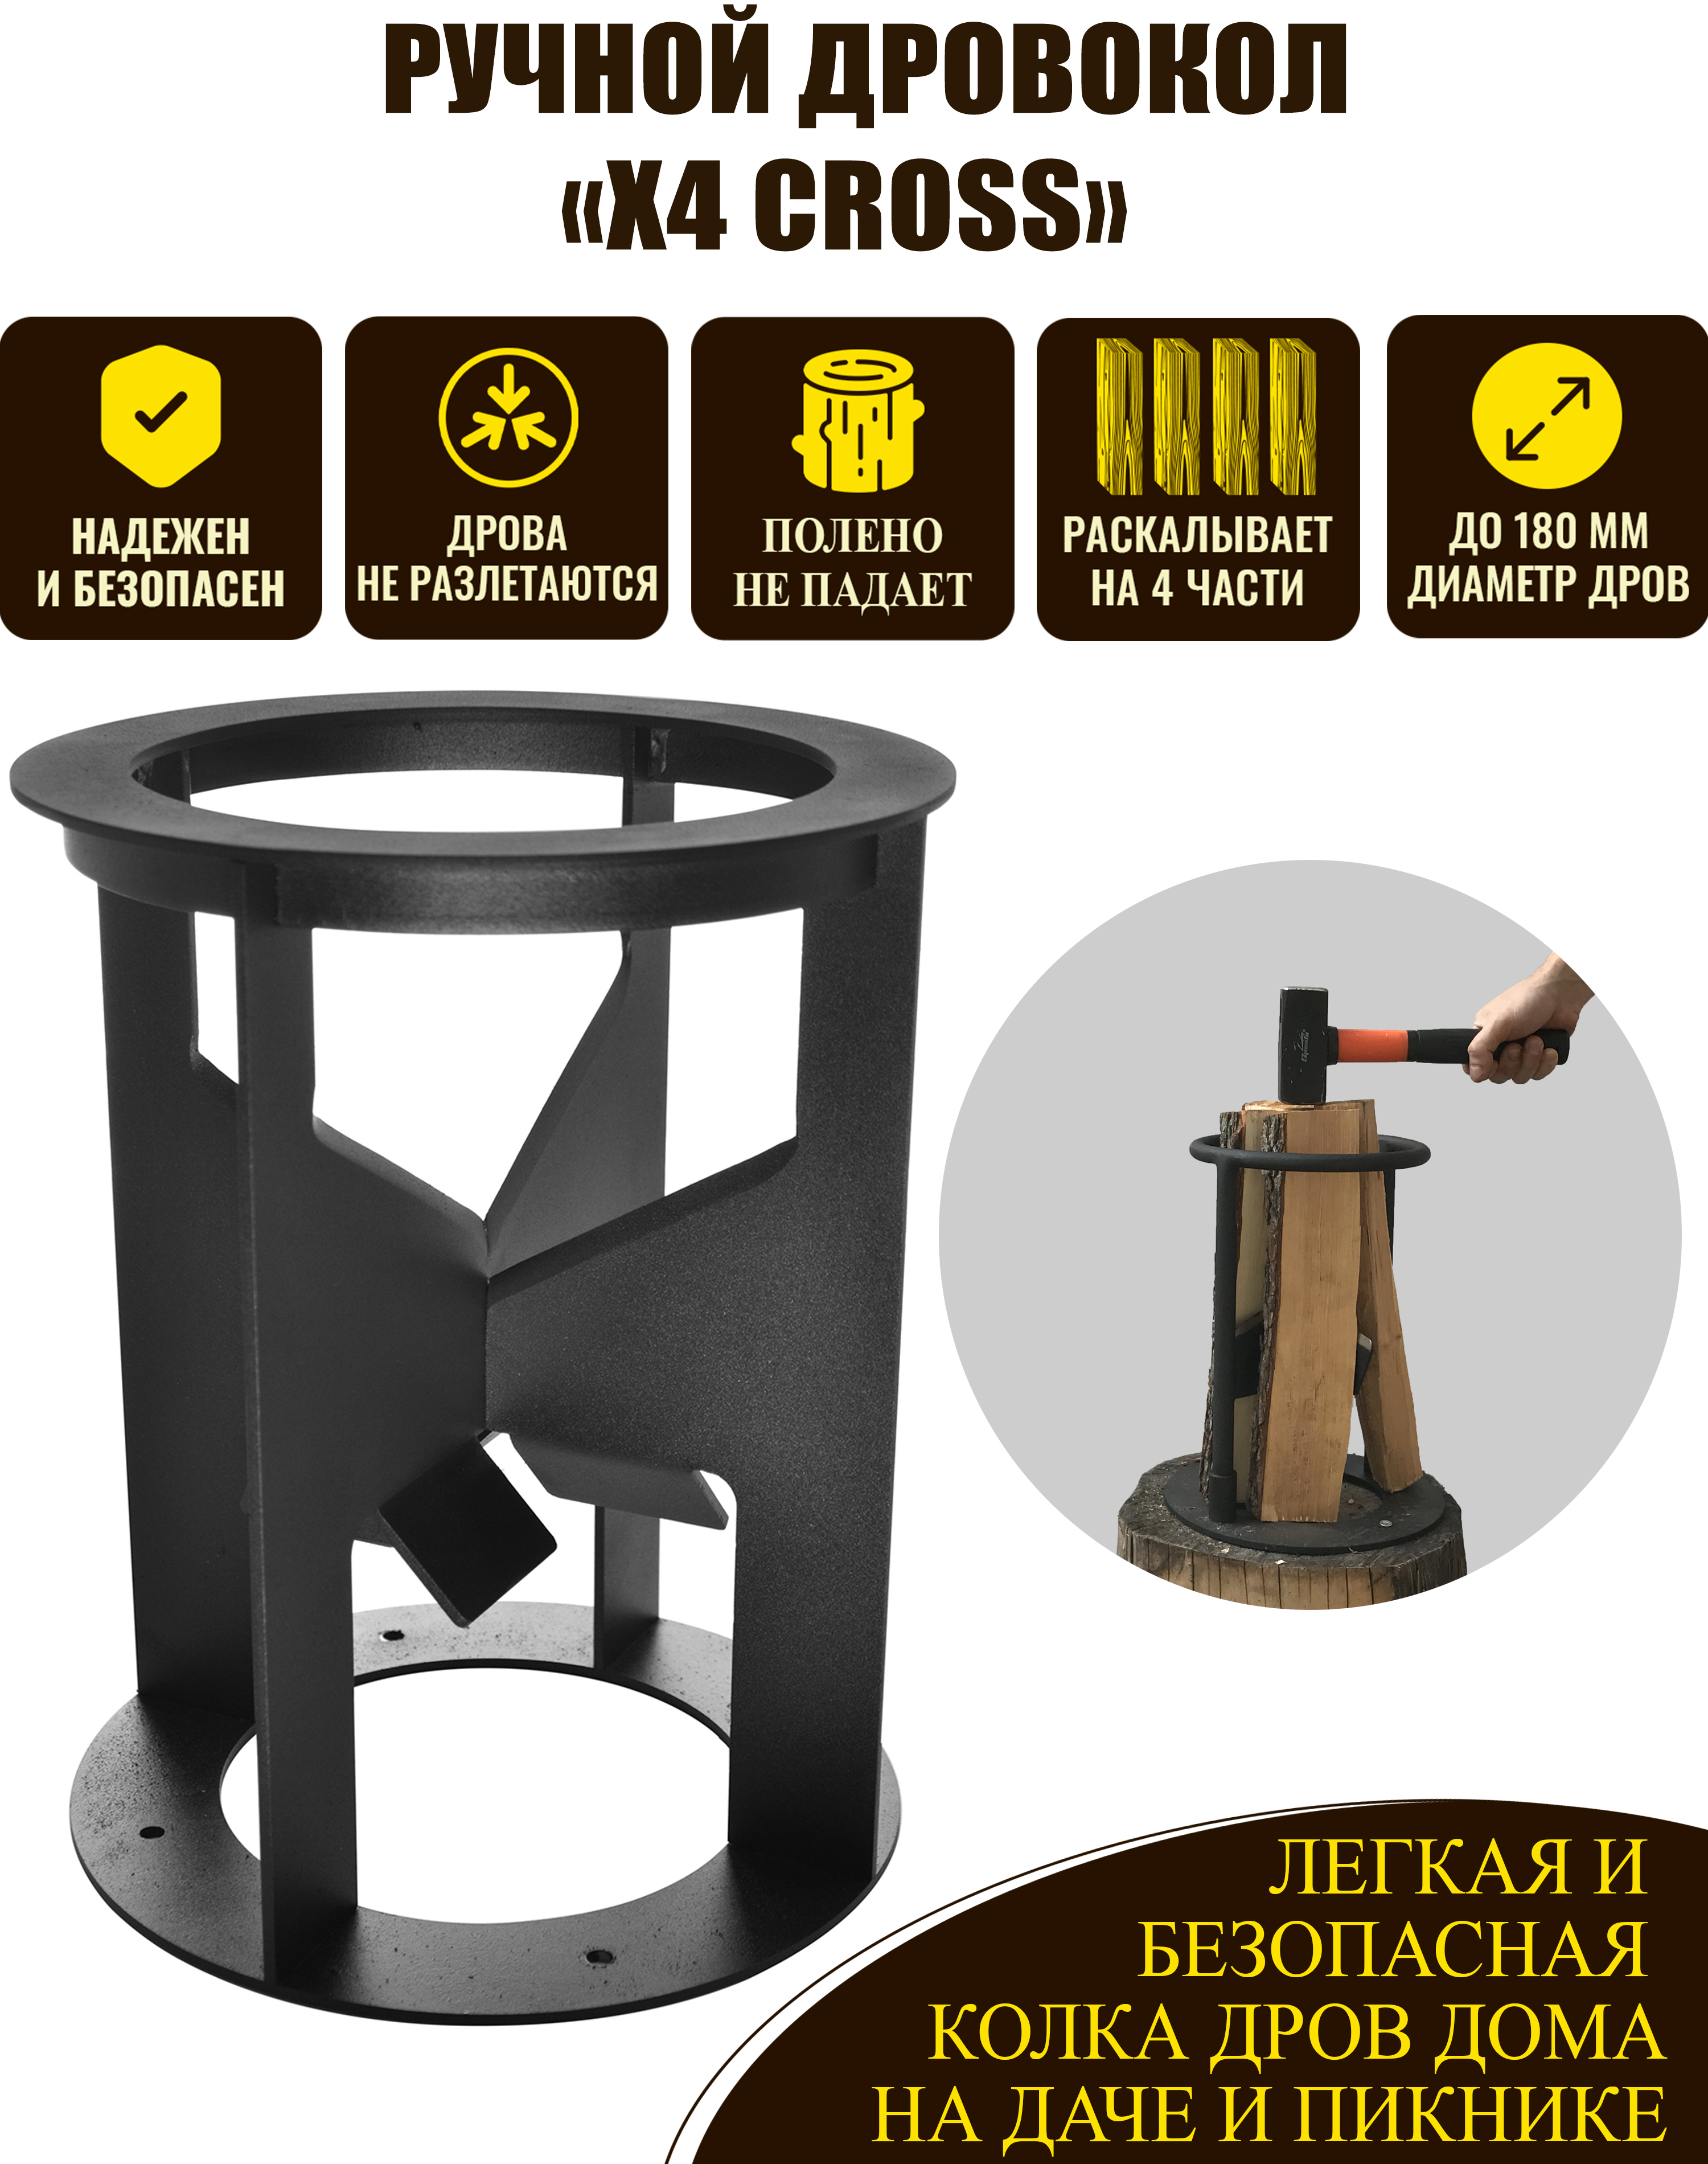 РУЧНОЙ ДРОВОКОЛ
«X4 CROSS»
НАДЕЖЕН
И БЕЗОПАСЕН
ДРОВА
НЕ РАЗЛЕТАЮТСЯ
ПОЛЕНО
НЕ ПАДАЕТ
РАСКАЛЫВАЕТ
НА 4 ЧАСТИ
ДО 180 ММ
ДИАМЕТР ДРОВ
ЛЕГКАЯ И
БЕЗОПАСНАЯ
КОЛКА ДРОВ ДОМА
НА ДАЧЕ И ПИКНИКЕ